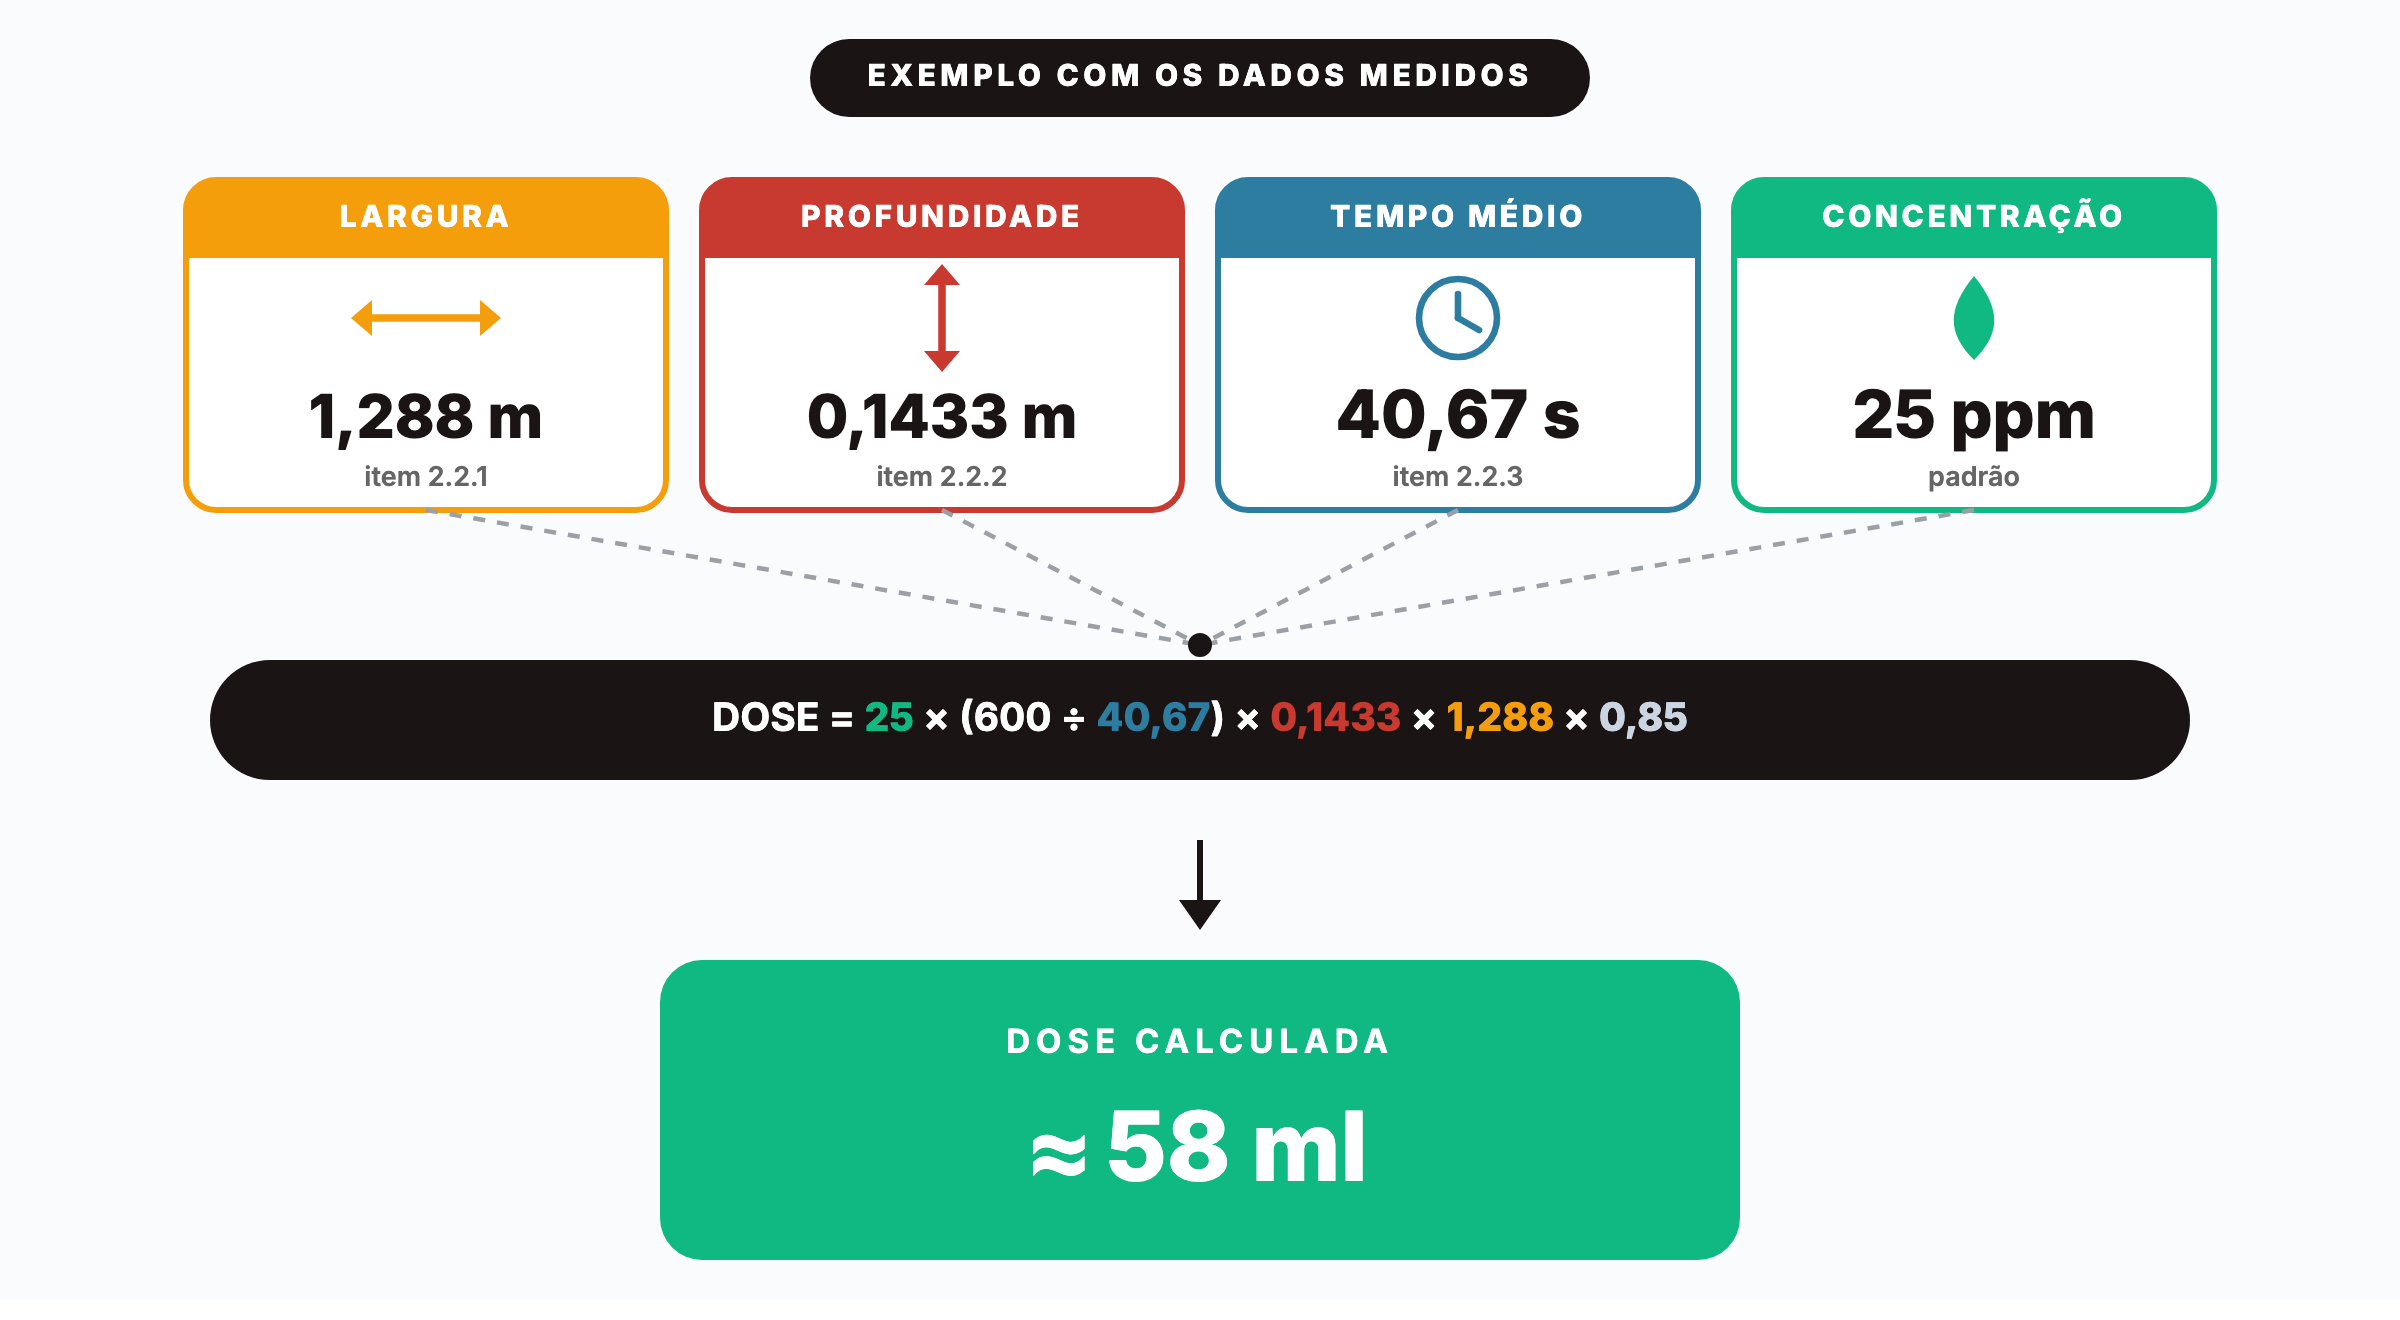 EXEMPLO COM OS DADOS MEDIDOS
LARGURA
1,288 m
item 2.2.1
PROFUNDIDADE
0,1433 m
item 2.2.2
TEMPO MÉDIO
40,67 s
item 2.2.3
CONCENTRAÇÃO
25 ppm
padrão
DOSE = 25 × (600 ÷ 40,67) × 0,1433 × 1,288 × 0,85
DOSE CALCULADA
≈ 58 ml